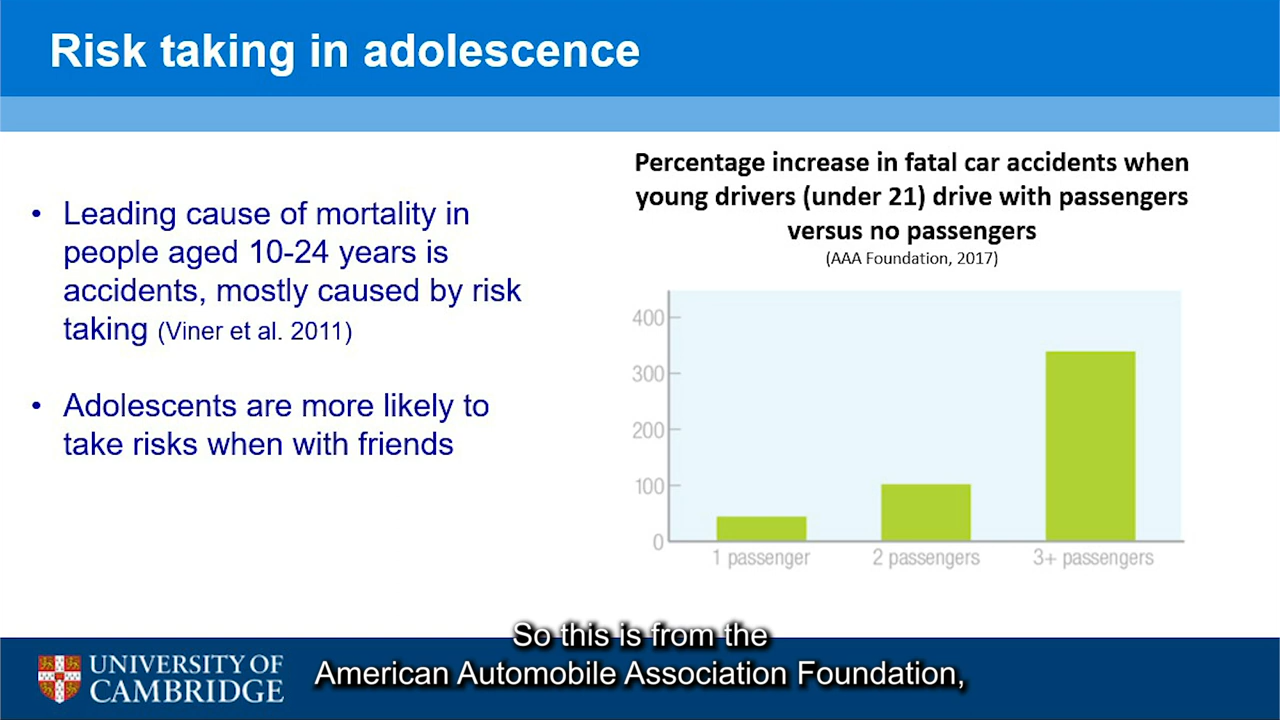 Risk taking in adolescence
• Leading cause of mortality in
people aged 10-24 years is
accidents, mostly caused by risk
taking (Viner et al. 2011)
• Adolescents are more likely to
take risks when with friends
Percentage increase in fatal car accidents when
young drivers (under 21) drive with passengers
versus no passengers
(AAA Foundation, 2017)
400
300
200
100
0
1 passenger 2 passengers 3+ passengers
So this is from the
American Automobile Association Foundation,
UNIVERSITY OF
CAMBRIDGE